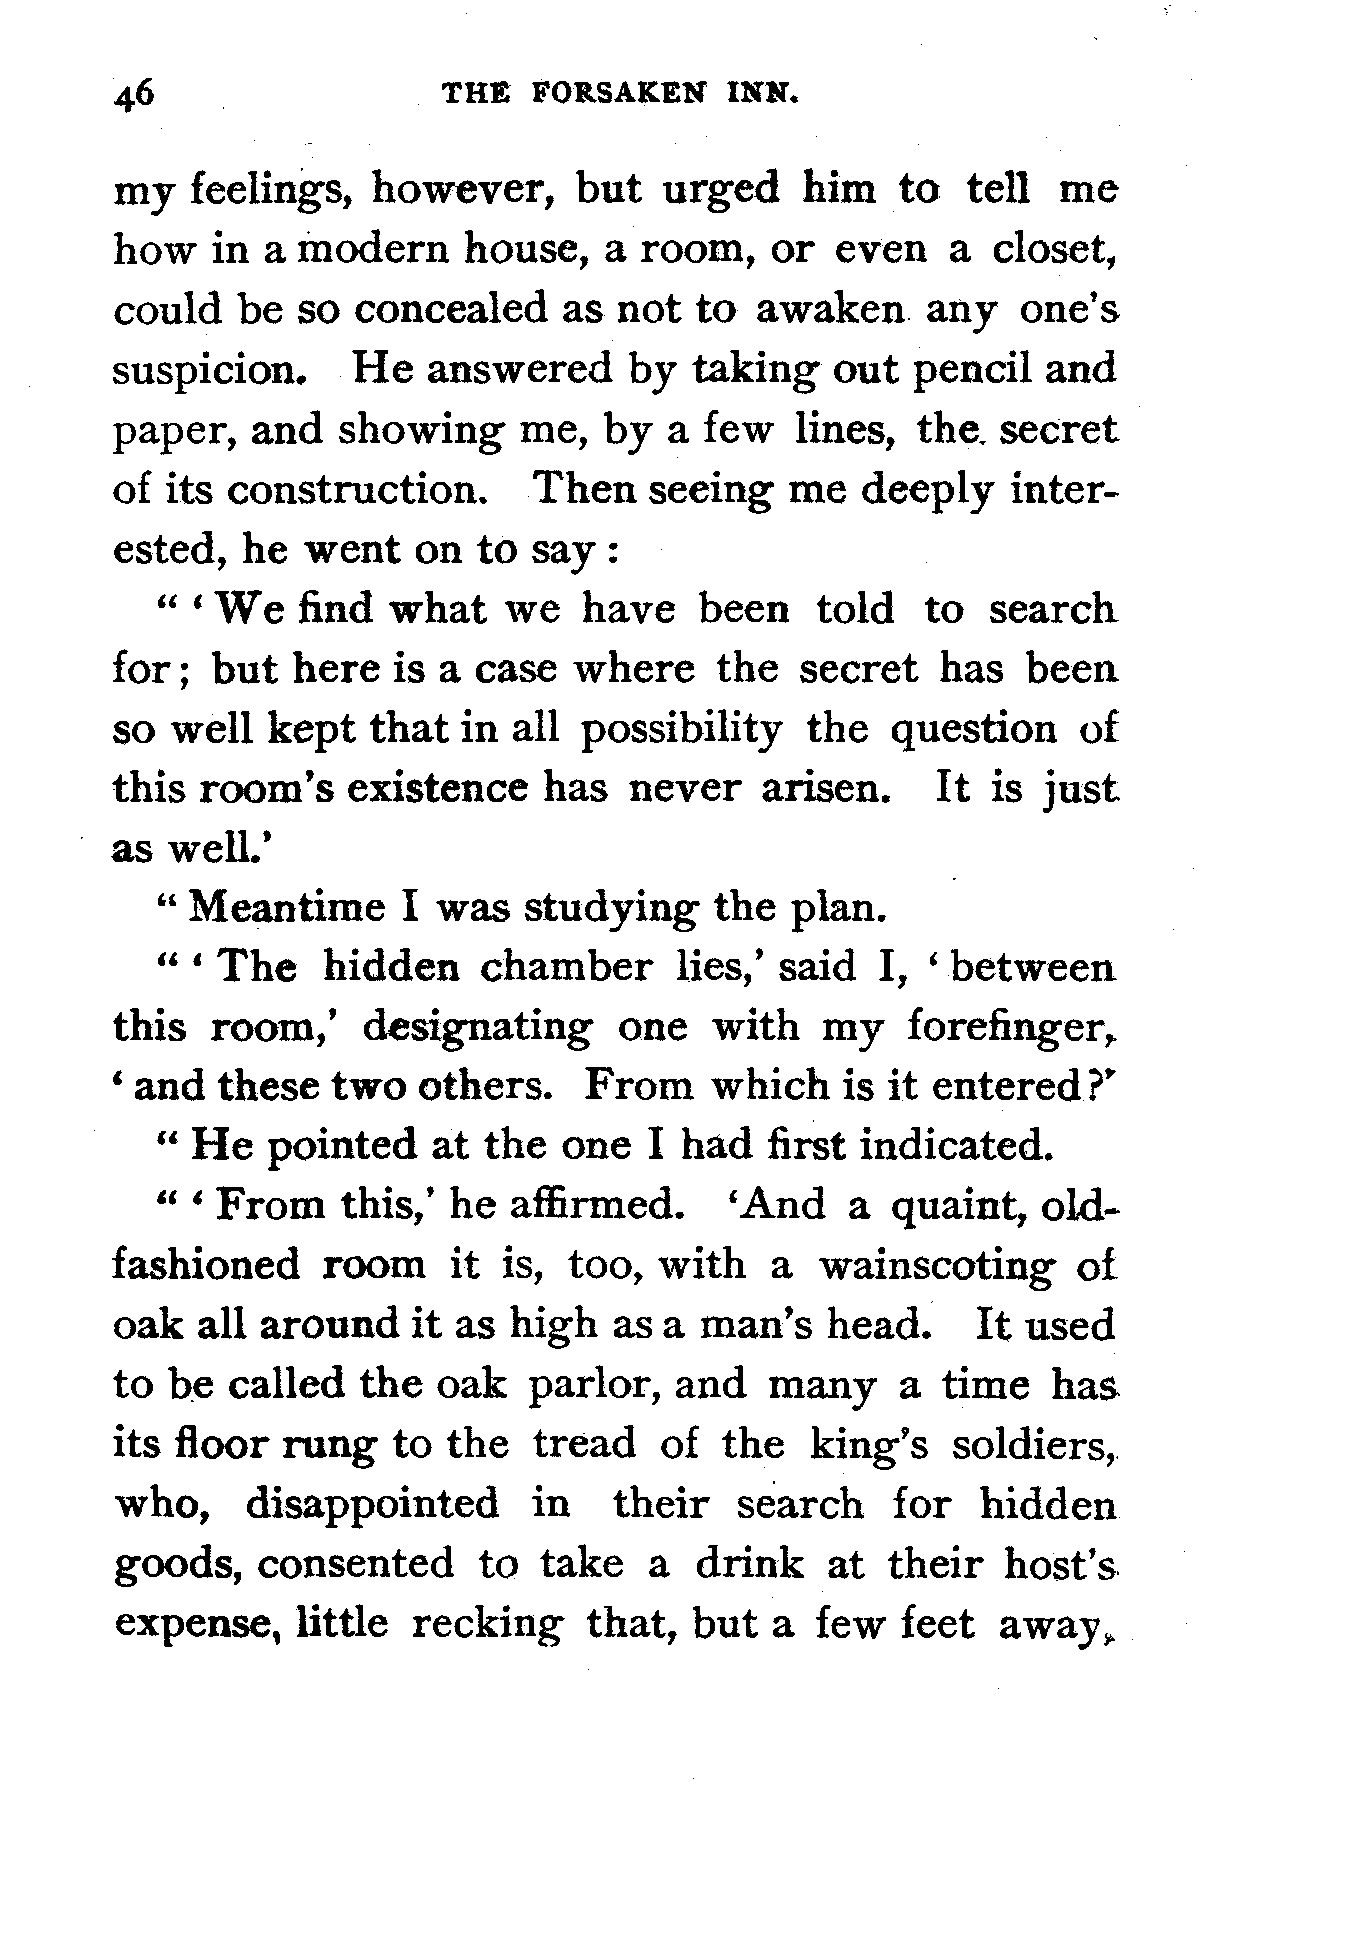 46 THE FORSAKEN INN.
my feelings, however, but urged him to tell me
how in a modern house, a room, or even a closet,
could be so concealed as not to awaken any one's
suspicion. He answered by taking out pencil and
paper, and showing me, by a few lines, the secret
of its construction. Then seeing me deeply inter-
ested, he went on to say :
" ' We find what we have been told to search
for ; but here is a case where the secret has been
so well kept that in all possibility the question of
this room's existence has never arisen. It is just
as well.'
" Meantime I was studying the plan.
" ' The hidden chamber lies,' said I, ' between
this room,' designating one with my forefinger,
' and these two others. From which is it entered?'
" He pointed at the one I had first indicated.
" ' From this,' he affirmed. 'And a quaint, old-
fashioned room it is, too, with a wainscoting of
oak all around it as high as a man's head. It used
to be called the oak parlor, and many a time has
its floor rung to the tread of the king's soldiers,
who, disappointed in their search for hidden
goods, consented to take a drink at their host's
expense, little recking that, but a few feet away,